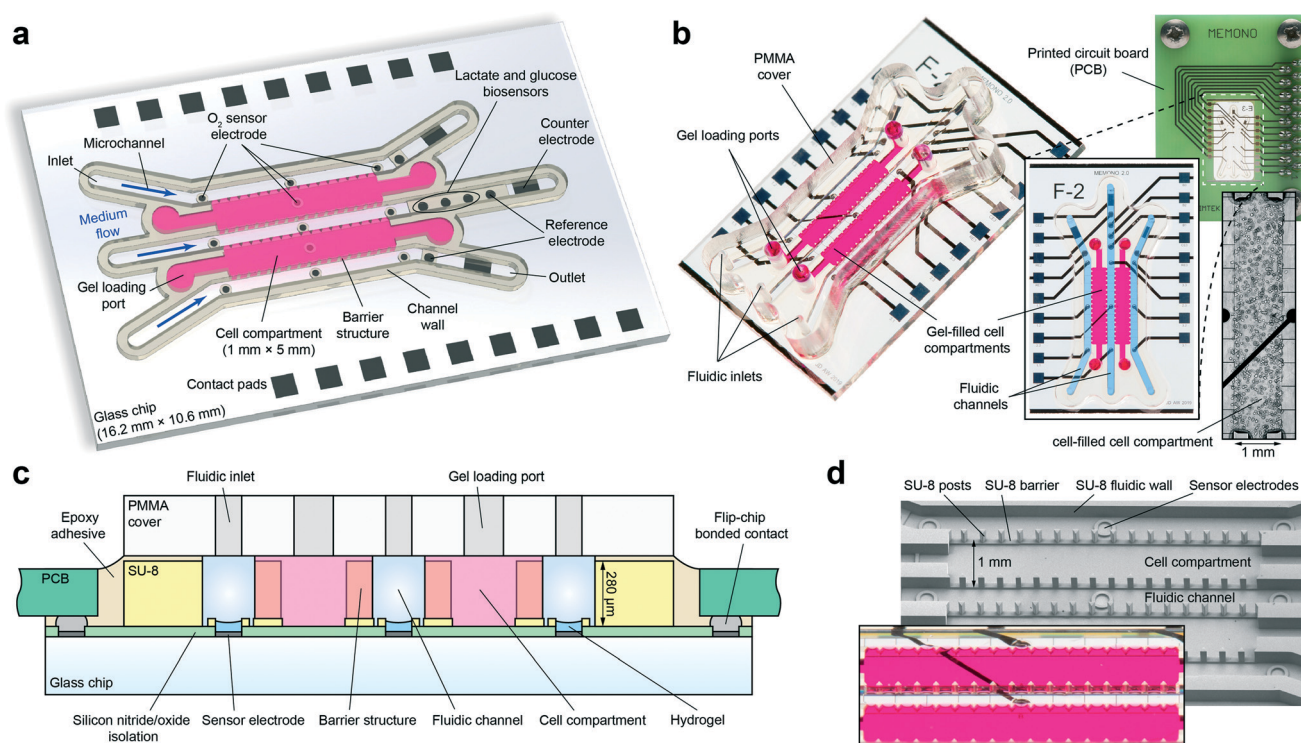 a
Lactate and glucose
biosensors
O2 sensor
electrode
Counter
electrode
Microchannel
Inlet
Medium
flow
Reference
electrode
Gel loading
port
Outlet
Cell compartment
(1 mm × 5 mm)
Barrier
structure
Channel
wall
Contact pads
Glass chip
(16.2 mm × 10.6 mm)
b
PMMA
cover
Printed circuit board
(PCB)
MEMONO
MEMONO 2.0
Gel loading ports
MEMONO 2.0
F-2
Gel-filled cell
compartments
Fluidic inlets
Fluidic
channels
cell-filled cell compartment
1 mm
c
Fluidic inlet
Gel loading port
PMMA
cover
Epoxy
adhesive
Flip-chip
bonded contact
PCB
SU-8
280 µm
Glass chip
Silicon nitride/oxide
isolation
Sensor electrode
Barrier structure
Fluidic channel
Cell compartment
Hydrogel
d
SU-8 posts
SU-8 barrier
SU-8 fluidic wall
Sensor electrodes
1 mm
Cell compartment
Fluidic channel